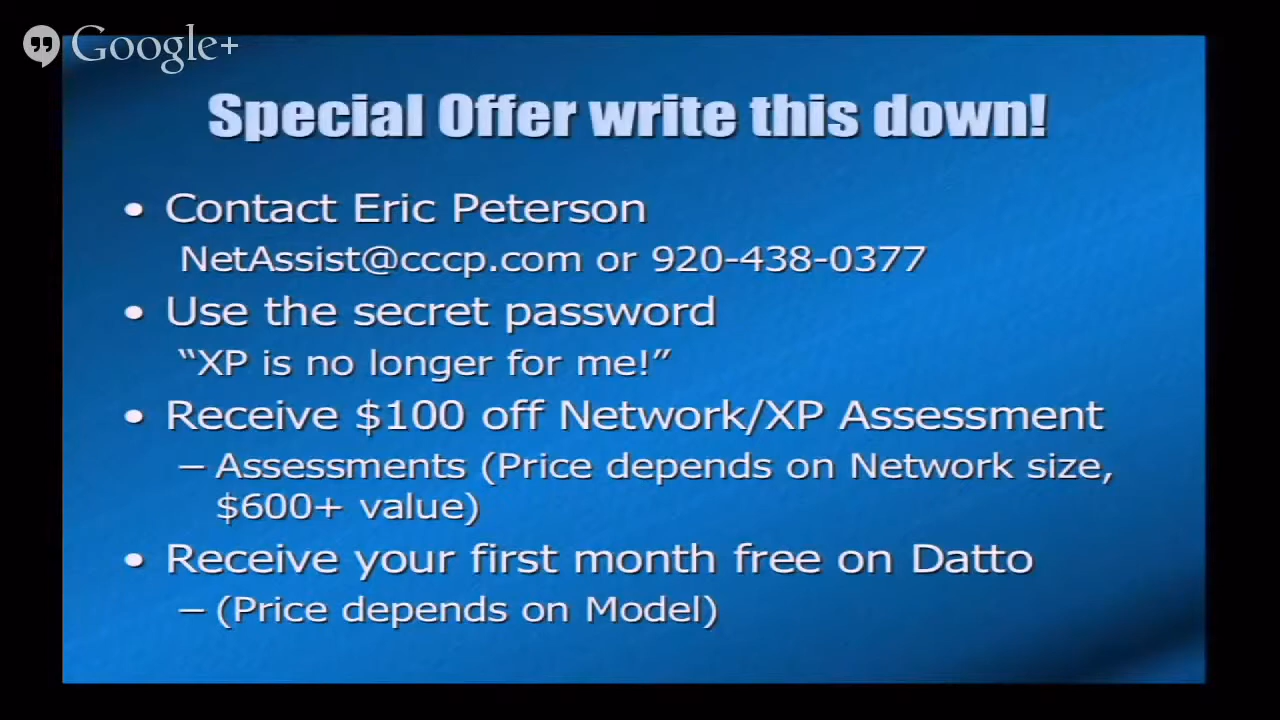 Google+
Special Offer write this down!
• Contact Eric Peterson
NetAssist@cccp.com or 920-438-0377
• Use the secret password
“XP is no longer for me!”
• Receive $100 off Network/XP Assessment
– Assessments (Price depends on Network size,
$600+ value)
• Receive your first month free on Datto
– (Price depends on Model)